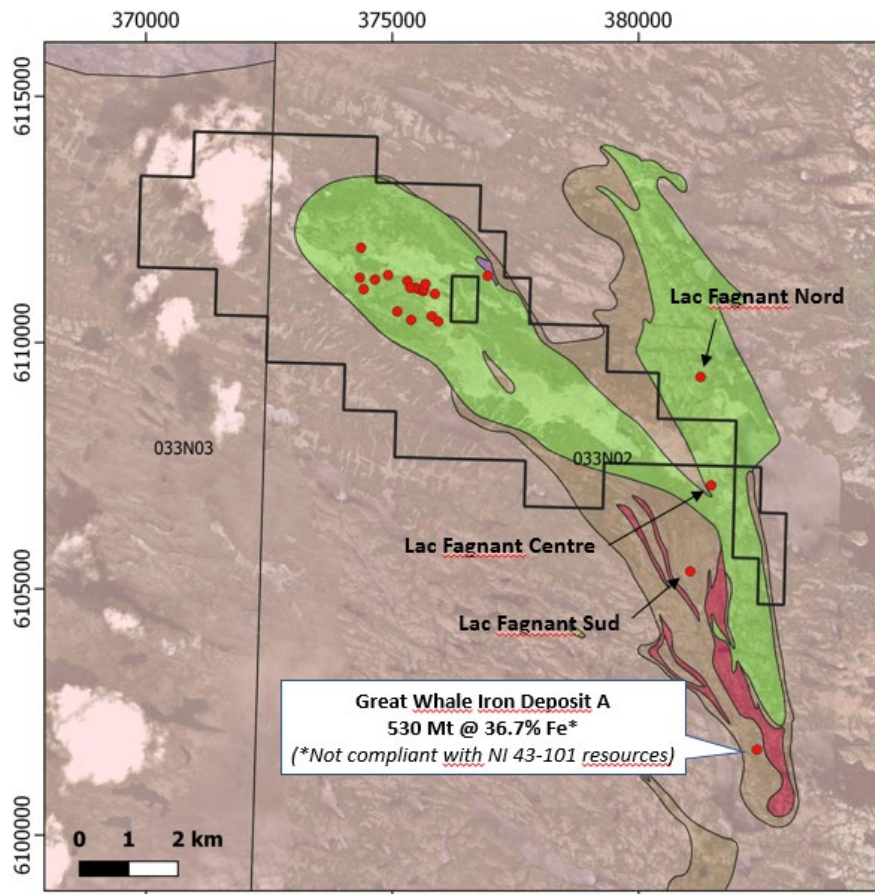 370000 375000 380000
6115000
6110000
6105000
6100000
Lac Fagnant Nord
033N03
033N02
Lac Fagnant Centre
Lac Fagnant Sud
Great Whale Iron Deposit A
530 Mt @ 36.7% Fe*
(*Not compliant with NI 43-101 resources)
0 1 2 km